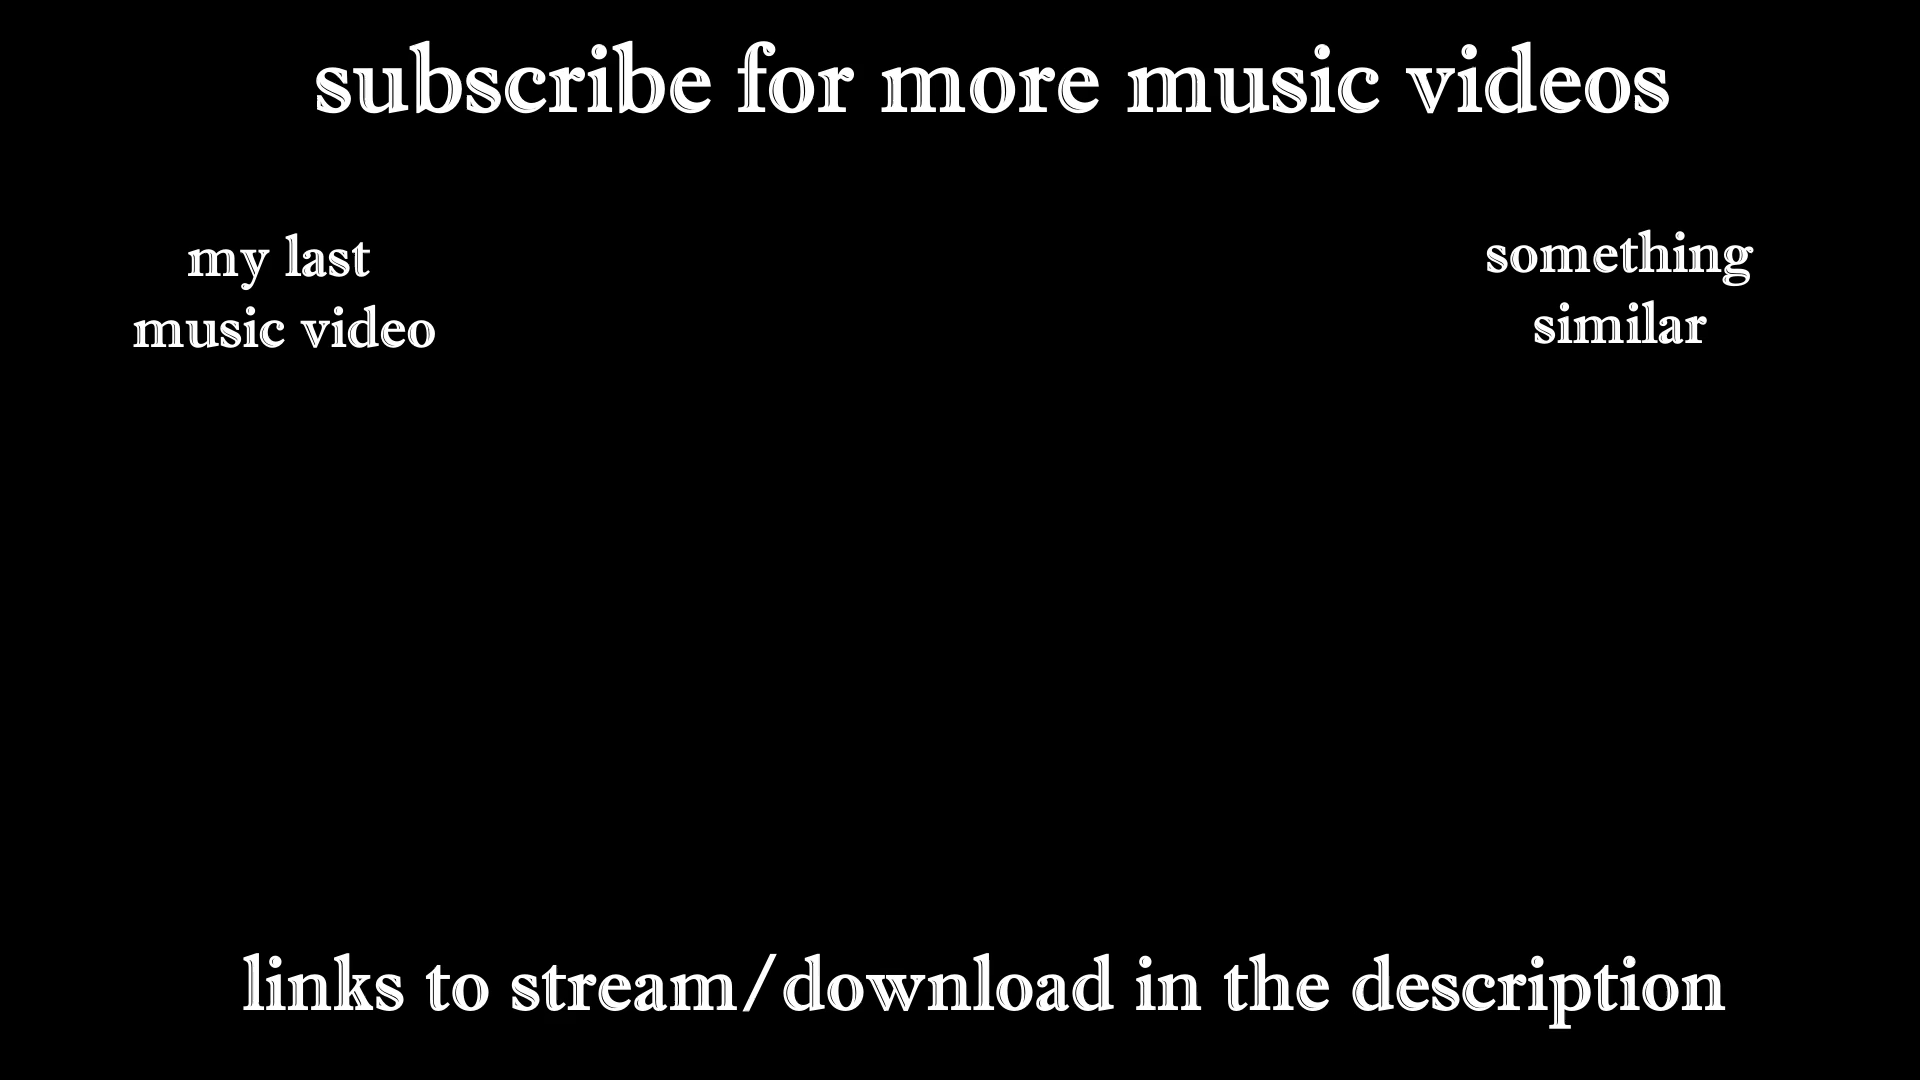 subscribe for more music videos
my last
music video
something
similar
links to stream/download in the description